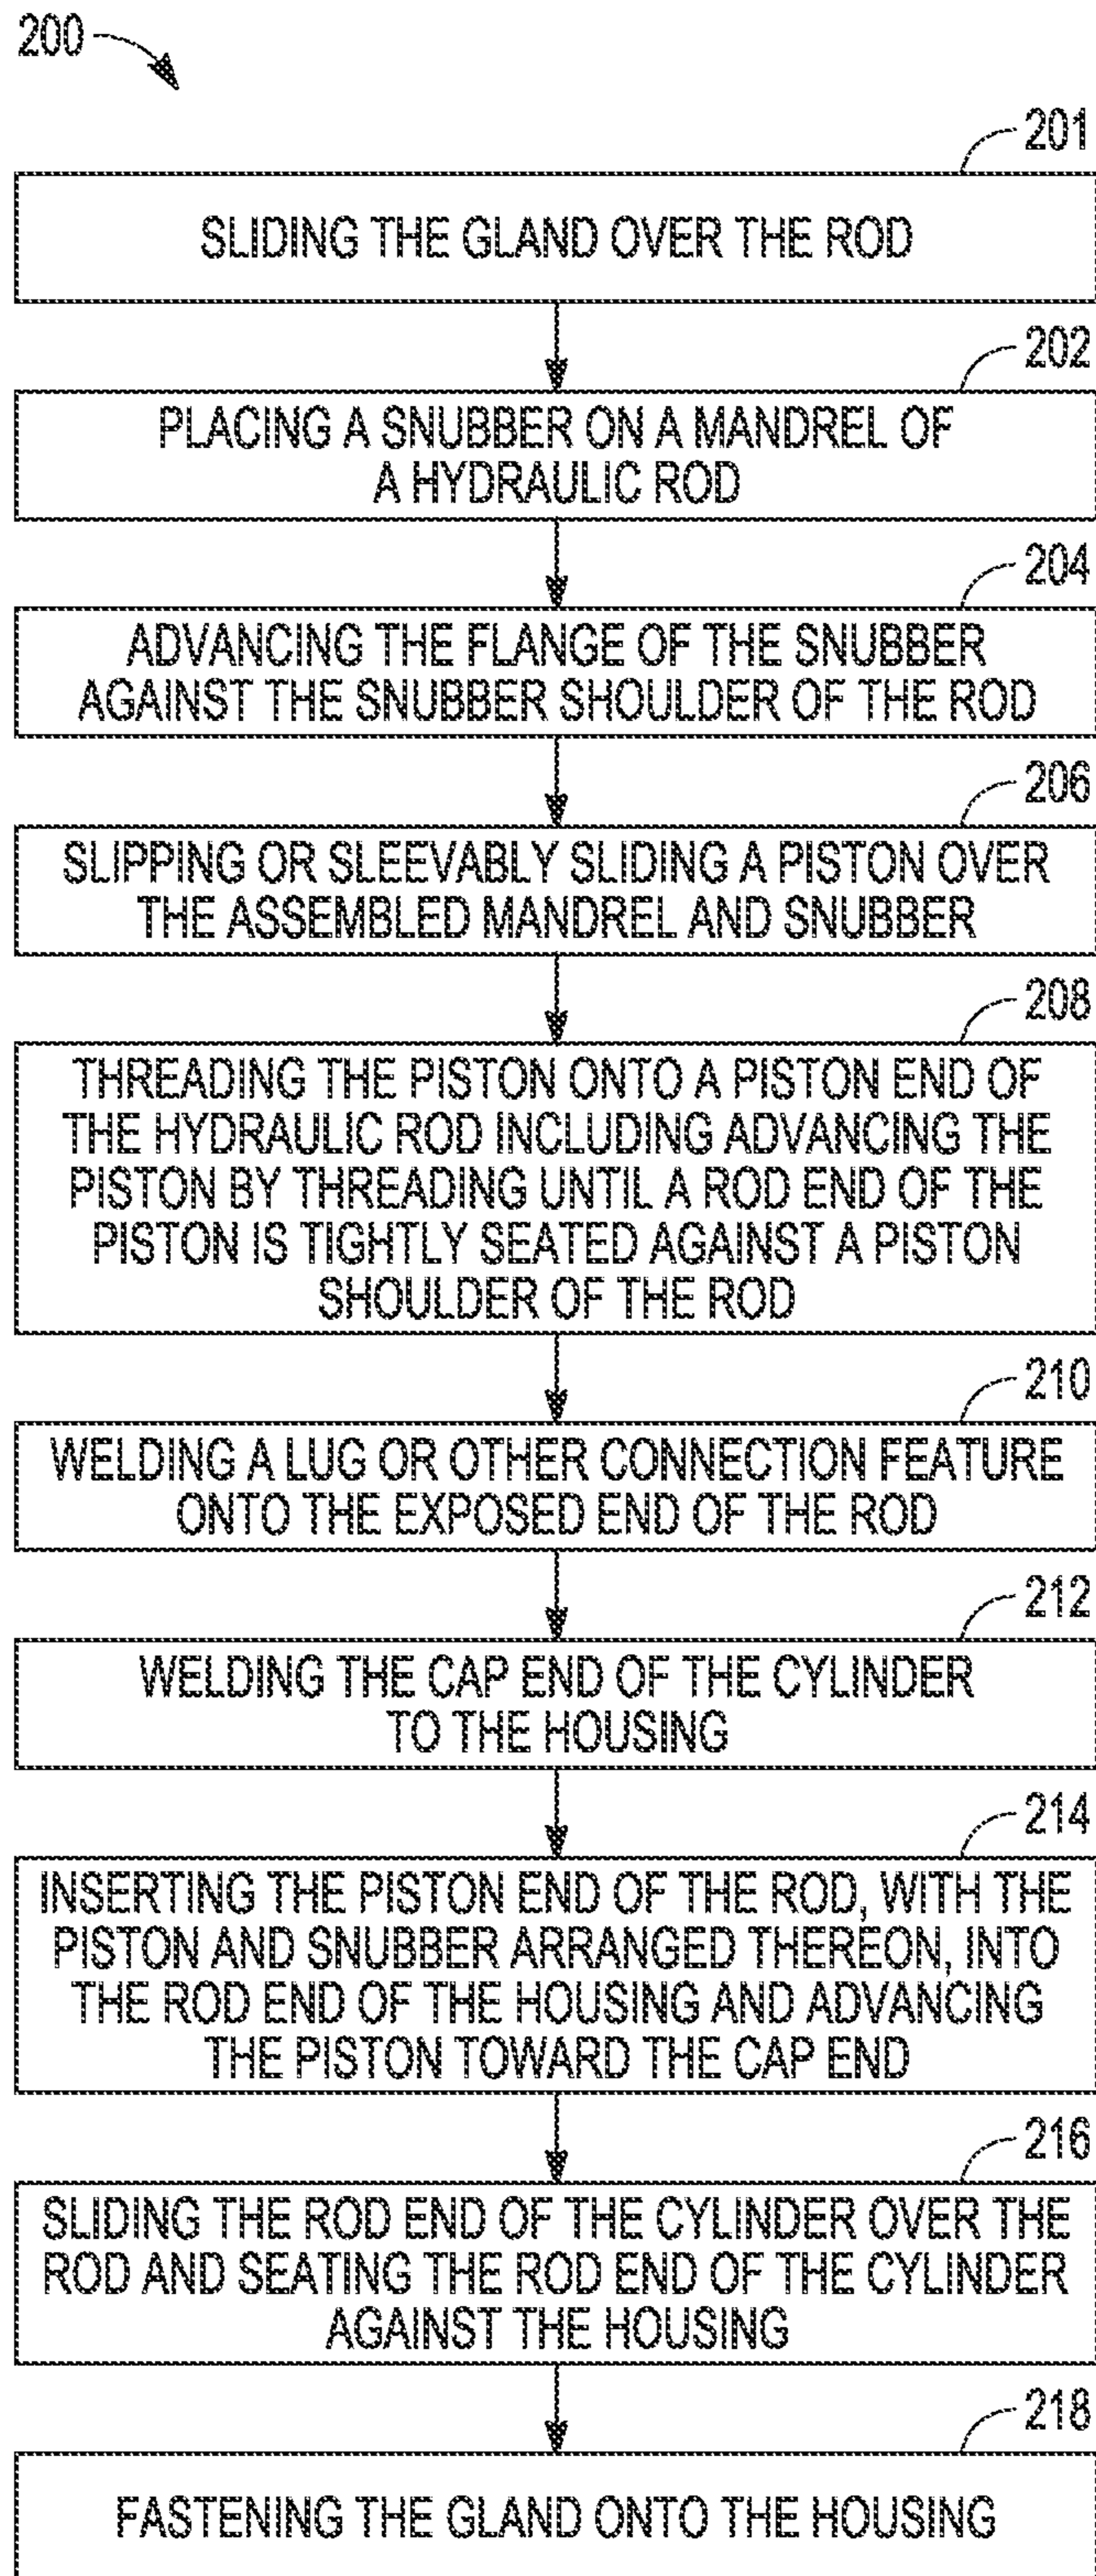 200
201
SLIDING THE GLAND OVER THE ROD
202
PLACING A SNUBBER ON A MANDREL OF
A HYDRAULIC ROD
204
ADVANCING THE FLANGE OF THE SNUBBER
AGAINST THE SNUBBER SHOULDER OF THE ROD
206
SLIPPING OR SLEEVABLY SLIDING A PISTON OVER
THE ASSEMBLED MANDREL AND SNUBBER
208
THREADING THE PISTON ONTO A PISTON END OF
THE HYDRAULIC ROD INCLUDING ADVANCING THE
PISTON BY THREADING UNTIL A ROD END OF THE
PISTON IS TIGHTLY SEATED AGAINST A PISTON
SHOULDER OF THE ROD
210
WELDING A LUG OR OTHER CONNECTION FEATURE
ONTO THE EXPOSED END OF THE ROD
212
WELDING THE CAP END OF THE CYLINDER
TO THE HOUSING
214
INSERTING THE PISTON END OF THE ROD, WITH THE
PISTON AND SNUBBER ARRANGED THEREON, INTO
THE ROD END OF THE HOUSING AND ADVANCING
THE PISTON TOWARD THE CAP END
216
SLIDING THE ROD END OF THE CYLINDER OVER THE
ROD AND SEATING THE ROD END OF THE CYLINDER
AGAINST THE HOUSING
218
FASTENING THE GLAND ONTO THE HOUSING